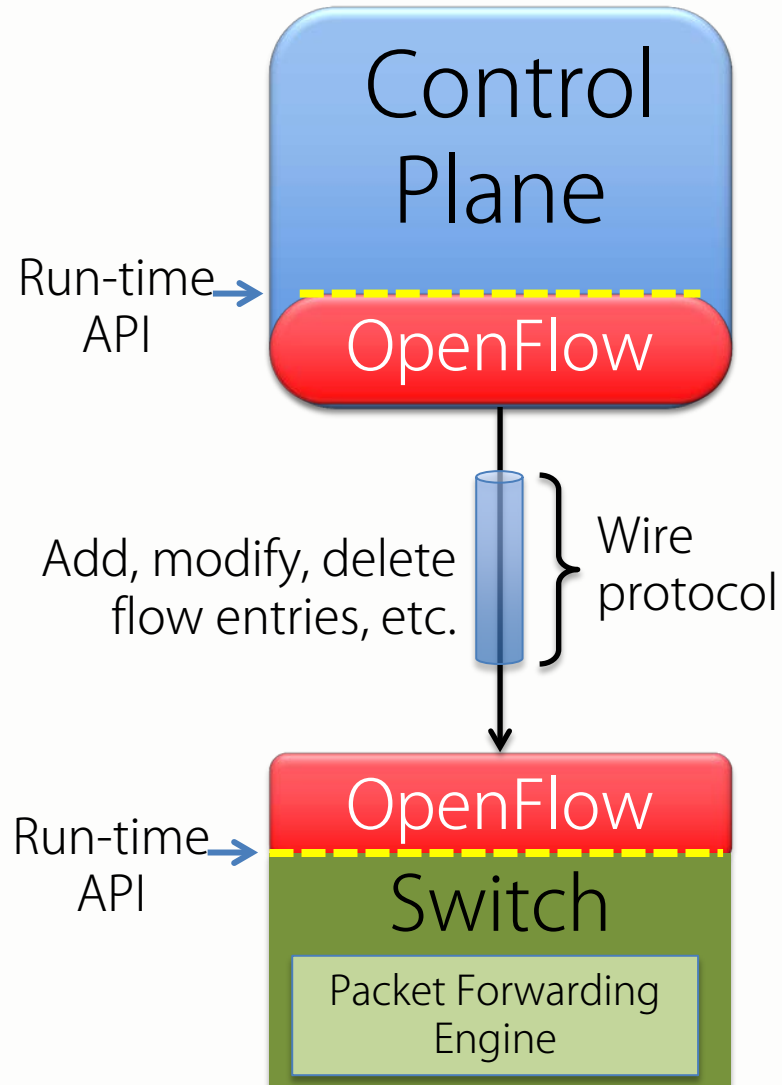 Control
Plane
Run-time
API
OpenFlow
Add, modify, delete
flow entries, etc.
Wire
protocol
OpenFlow
Run-time
API
Switch
Packet Forwarding
Engine